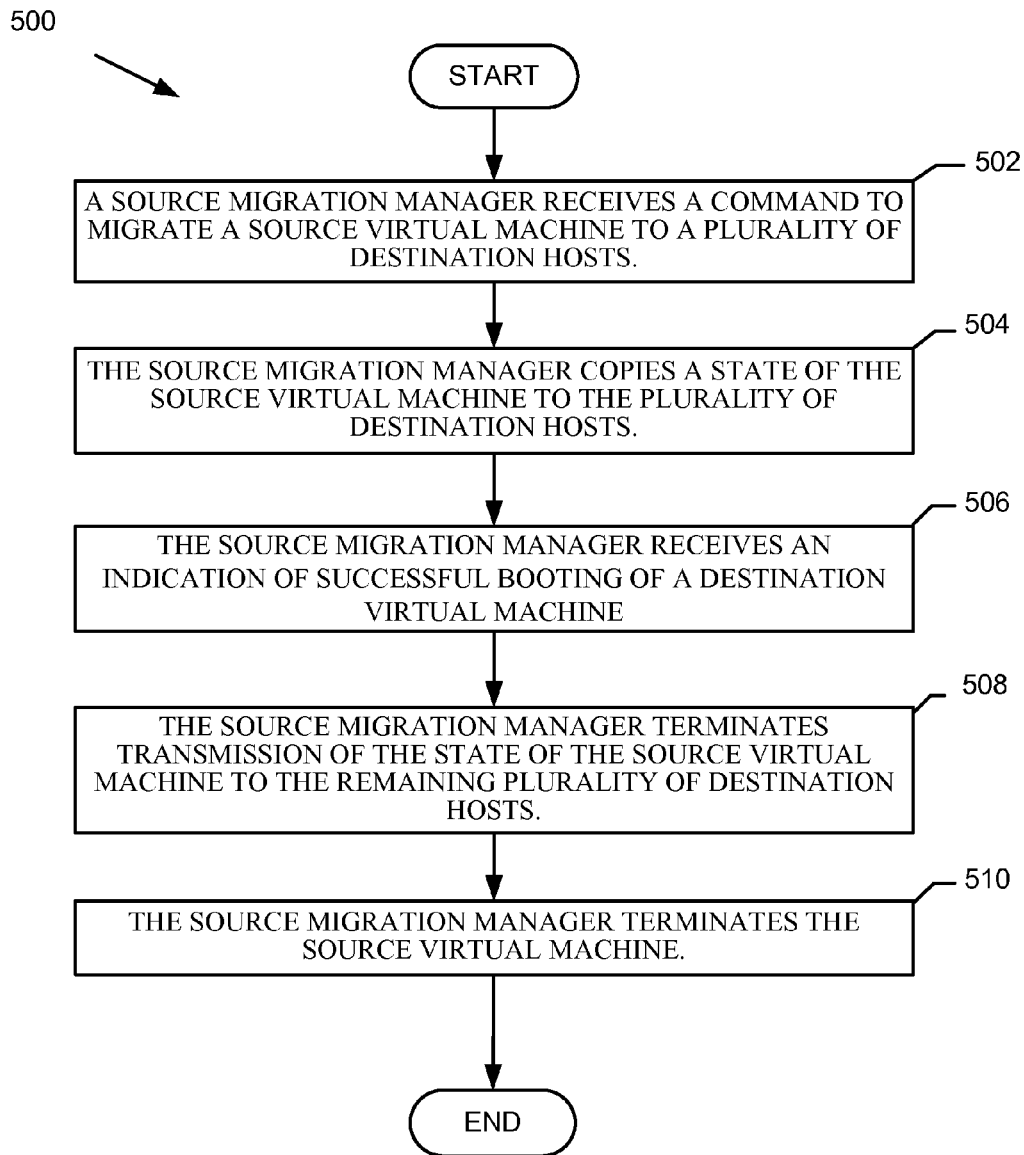 500
START
502
A SOURCE MIGRATION MANAGER RECEIVES A COMMAND TO
MIGRATE A SOURCE VIRTUAL MACHINE TO A PLURALITY OF
DESTINATION HOSTS.
504
THE SOURCE MIGRATION MANAGER COPIES A STATE OF THE
SOURCE VIRTUAL MACHINE TO THE PLURALITY OF
DESTINATION HOSTS.
506
THE SOURCE MIGRATION MANAGER RECEIVES AN
INDICATION OF SUCCESSFUL BOOTING OF A DESTINATION
VIRTUAL MACHINE
508
THE SOURCE MIGRATION MANAGER TERMINATES
TRANSMISSION OF THE STATE OF THE SOURCE VIRTUAL
MACHINE TO THE REMAINING PLURALITY OF DESTINATION
HOSTS.
510
THE SOURCE MIGRATION MANAGER TERMINATES THE
SOURCE VIRTUAL MACHINE.
END